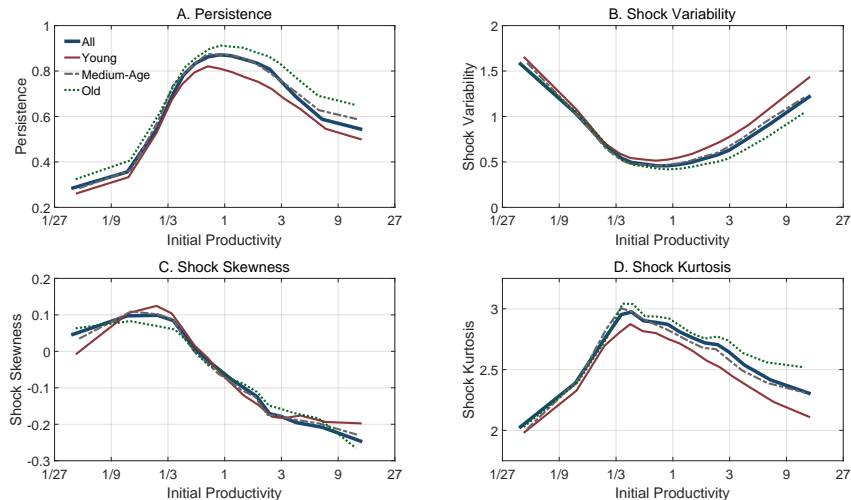 A. Persistence
1
0.8
0.6
0.4
0.2
Persistence
All
Young
Medium-Age
Old
1/27 1/9 1/3 1 3 9 27
Initial Productivity
B. Shock Variability
2
1.5
1
0.5
0
Shock Variability
1/27 1/9 1/3 1 3 9 27
Initial Productivity
C. Shock Skewness
0.2
0.1
0
-0.1
-0.2
-0.3
Shock Skewness
1/27 1/9 1/3 1 3 9 27
Initial Productivity
D. Shock Kurtosis
3
2.5
2
Shock Kurtosis
1/27 1/9 1/3 1 3 9 27
Initial Productivity